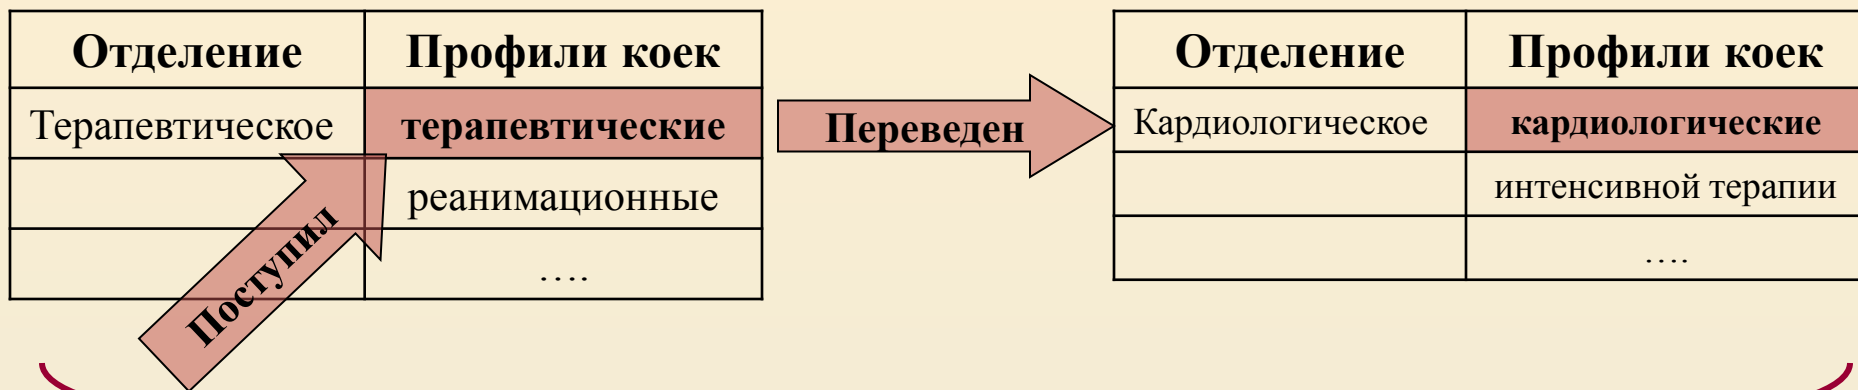 Отделение Профили коек
Терапевтическое терапевтические
реанимационные
….
Поступил
Переведен
Отделение Профили коек
Кардиологическое кардиологические
интенсивной терапии
….